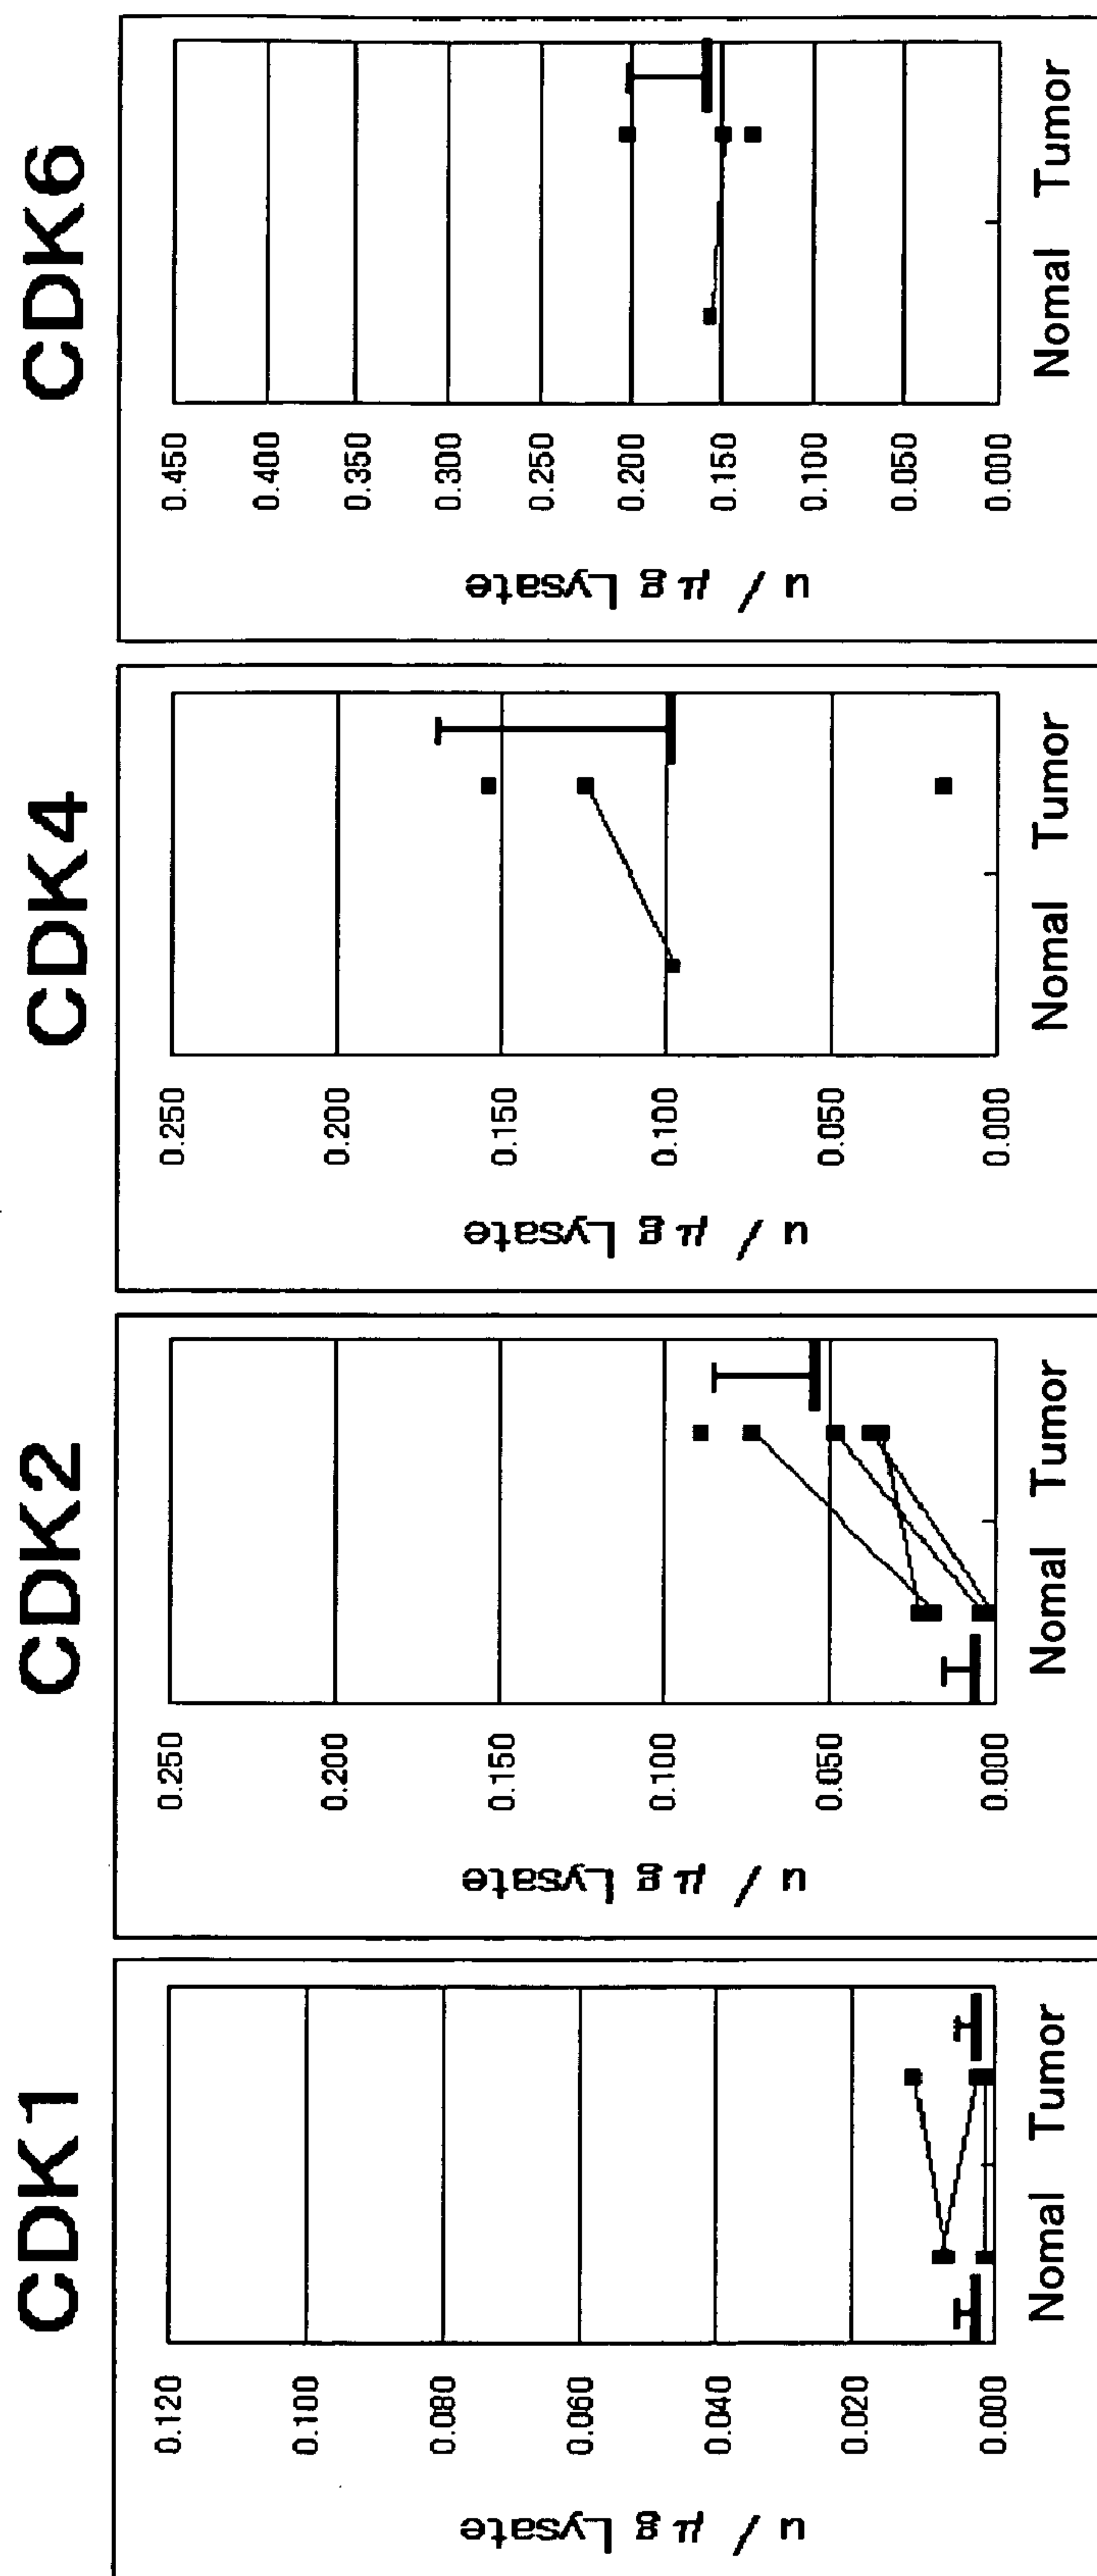 CDK1
0.120
0.100
0.080
0.060
0.040
0.020
0.000
u / μg Lysate
Nomal Tumor
CDK2
0.250
0.200
0.150
0.100
0.050
0.000
u / μg Lysate
Nomal Tumor
CDK4
0.250
0.200
0.150
0.100
0.050
0.000
u / μg Lysate
Nomal Tumor
CDK6
0.450
0.400
0.350
0.300
0.250
0.200
0.150
0.100
0.050
0.000
u / μg Lysate
Nomal Tumor